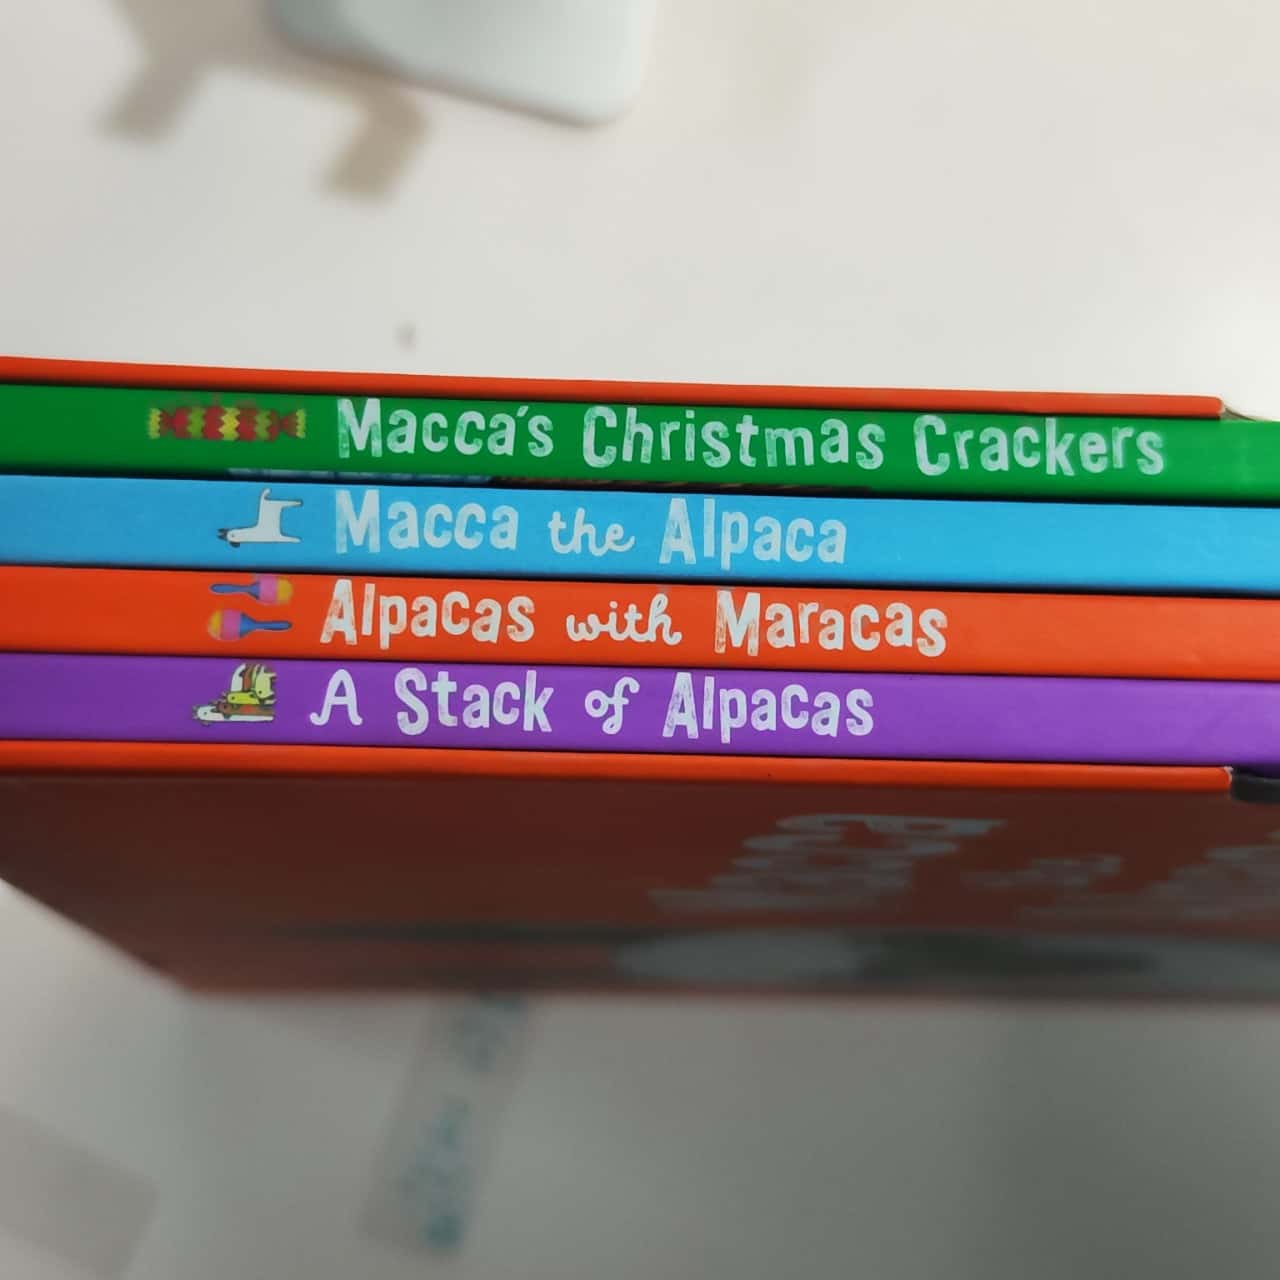 Macca's Christmas Crackers
Macca the Alpaca
Alpacas with Maracas
A Stack of Alpacas